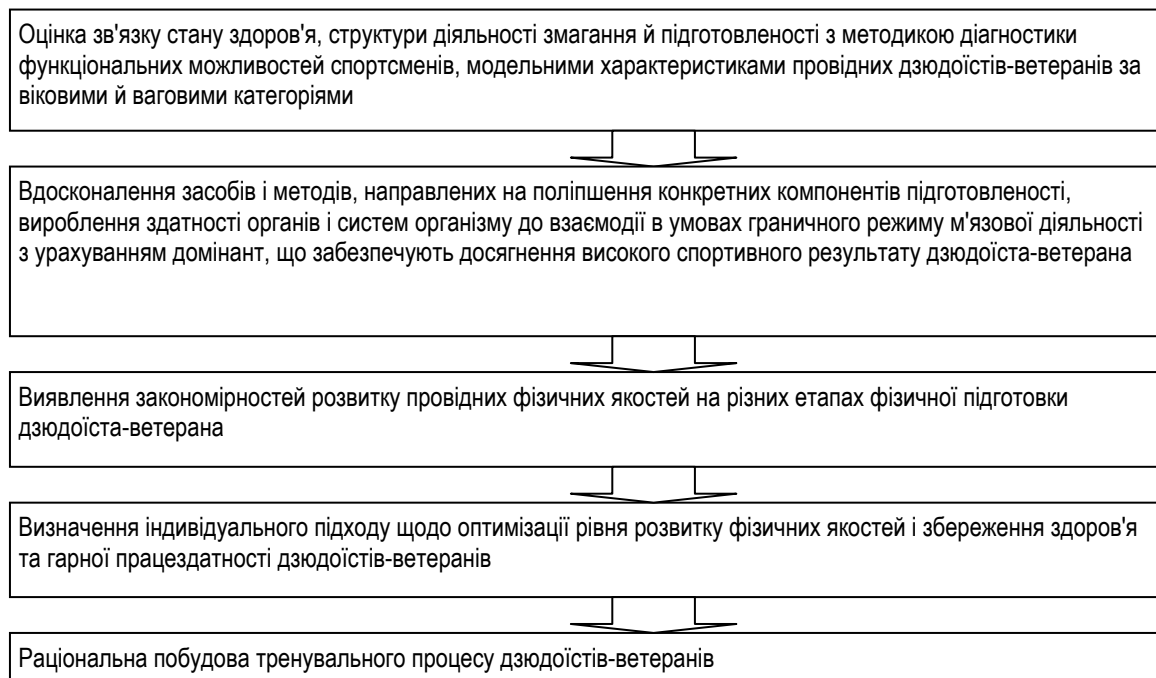 Оцінка зв'язку стану здоров'я, структури діяльності змагання й підготовленості з методикою діагностики
функціональних можливостей спортсменів, модельними характеристиками провідних дзюдоїстів-ветеранів за
віковими й ваговими категоріями
Вдосконалення засобів і методів, направлених на поліпшення конкретних компонентів підготовленості,
вироблення здатності органів і систем організму до взаємодії в умовах граничного режиму м'язової діяльності
з урахуванням домінант, що забезпечують досягнення високого спортивного результату дзюдоїста-ветерана
Виявлення закономірностей розвитку провідних фізичних якостей на різних етапах фізичної підготовки
дзюдоїста-ветерана
Визначення індивідуального підходу щодо оптимізації рівня розвитку фізичних якостей і збереження здоров'я
та гарної працездатності дзюдоїстів-ветеранів
Раціональна побудова тренувального процесу дзюдоїстів-ветеранів